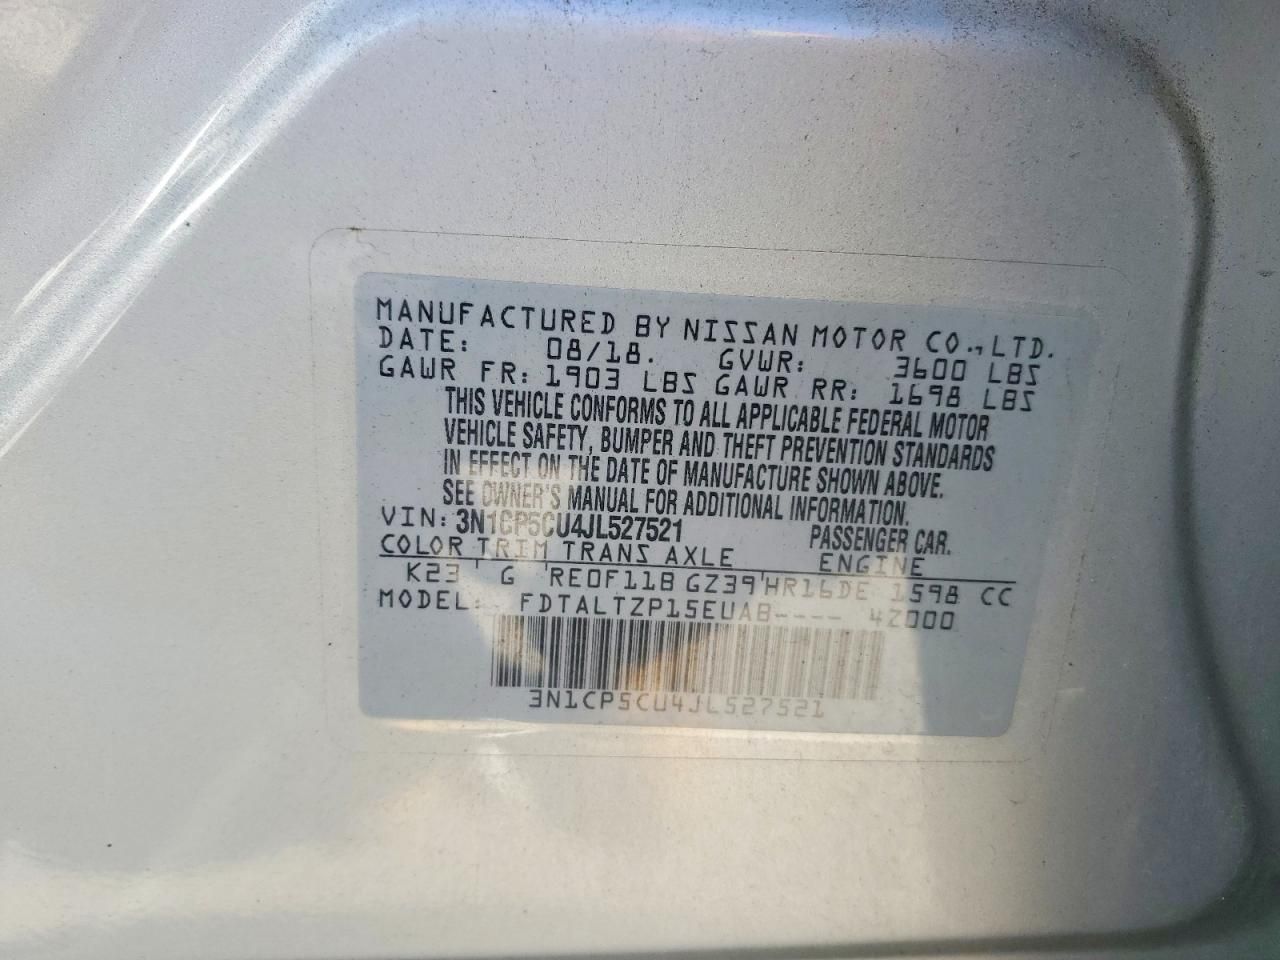 MANUFACTURED BY NISSAN MOTOR CO.,LTD.
DATE: 08/18. GVWR: 3600 LBS
GAWR FR: 1903 LBS GAWR RR: 1698 LBS
THIS VEHICLE CONFORMS TO ALL APPLICABLE FEDERAL MOTOR
VEHICLE SAFETY, BUMPER AND THEFT PREVENTION STANDARDS
IN EFFECT ON THE DATE OF MANUFACTURE SHOWN ABOVE.
SEE OWNER'S MANUAL FOR ADDITIONAL INFORMATION.
VIN: 3N1CP5CU4JL527521 PASSENGER CAR.
COLOR TRIM TRANS AXLE ENGINE
K23 G RE0F11B GZ39 HR16DE 1598 CC
MODEL: FDTALTZP15EUAB---- 4Z000
3N1CP5CU4JL527521